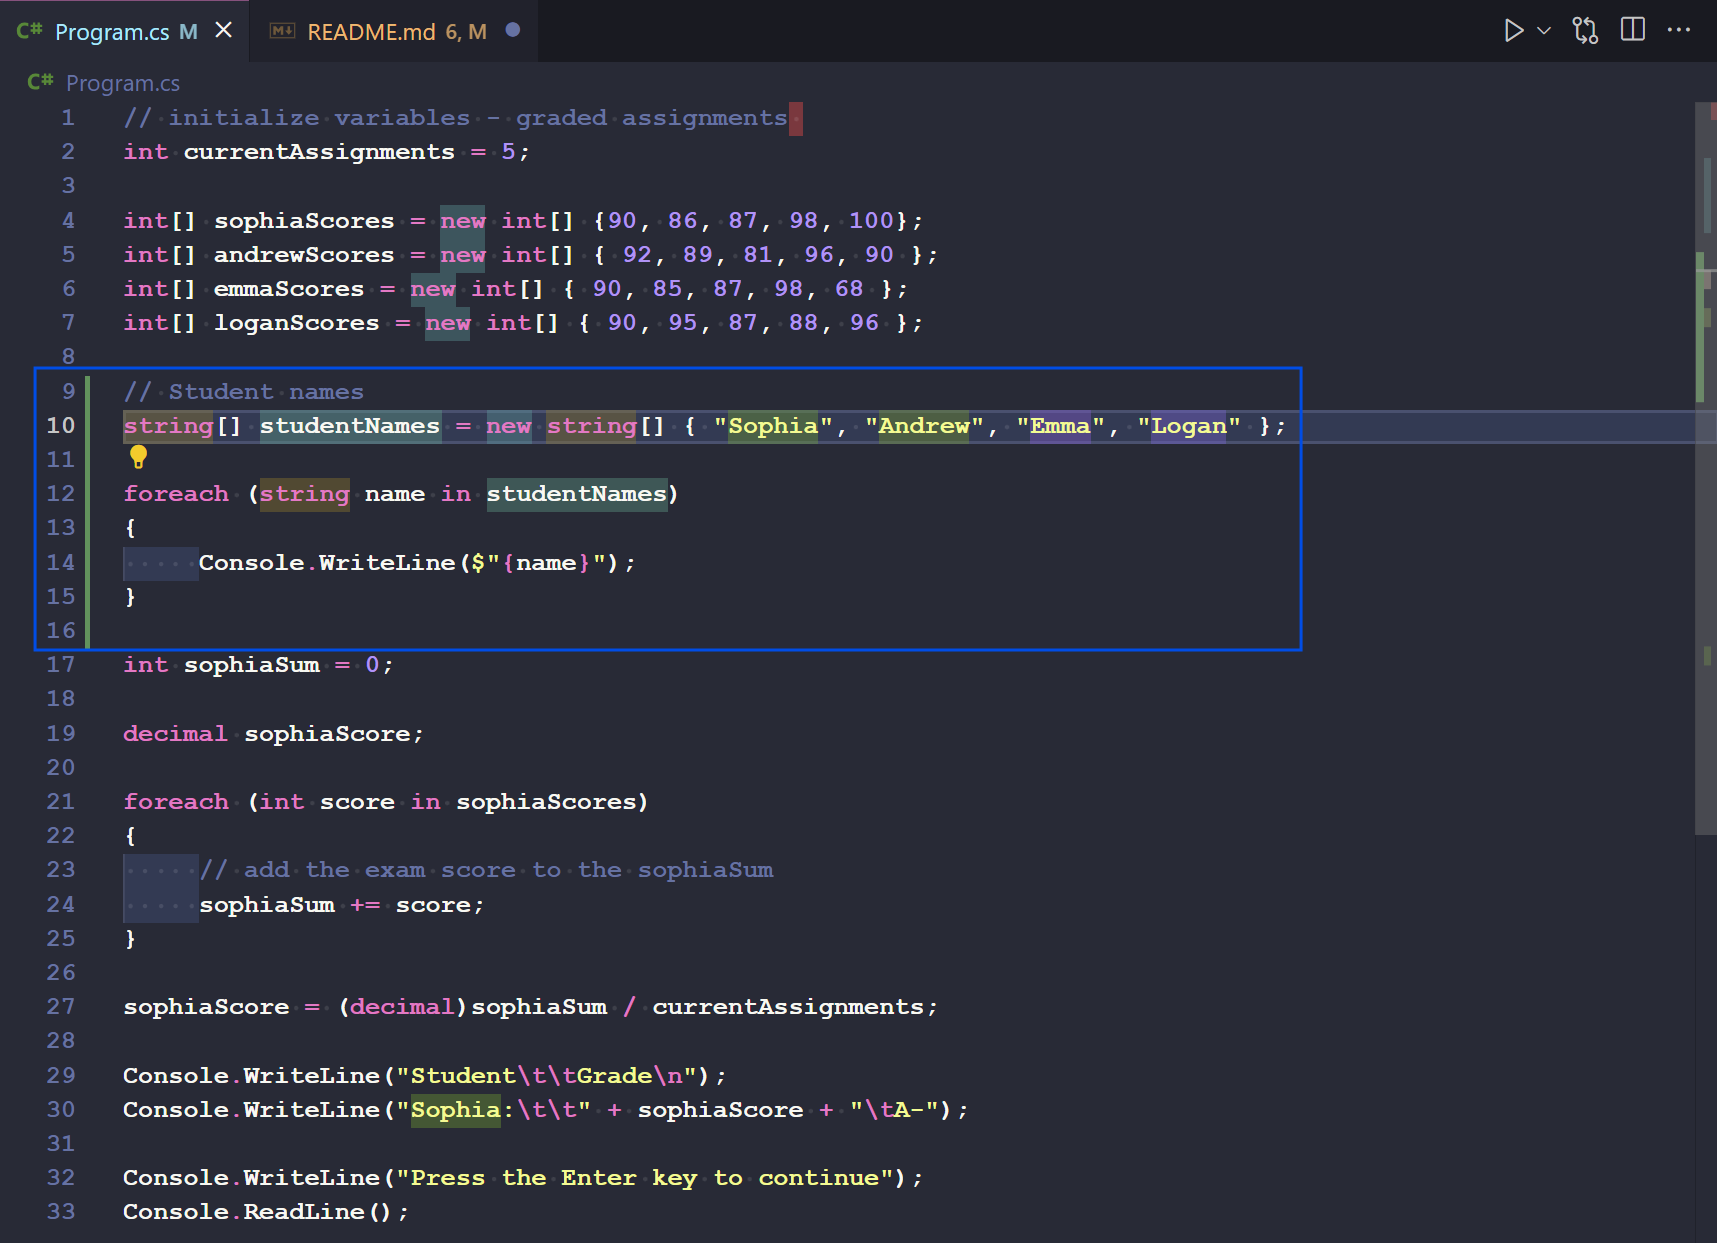 C# Program.cs M
README.md 6, M
C# Program.cs
1 // initialize variables - graded assignments
2 int currentAssignments = 5;
3
4 int[] sophiaScores = new int[] {90, 86, 87, 98, 100};
5 int[] andrewScores = new int[] { 92, 89, 81, 96, 90 };
6 int[] emmaScores = new int[] { 90, 85, 87, 98, 68 };
7 int[] loganScores = new int[] { 90, 95, 87, 88, 96 };
8
9 // Student names
10 string[] studentNames = new string[] { "Sophia", "Andrew", "Emma", "Logan" };
11
12 foreach (string name in studentNames)
13 {
14     Console.WriteLine($"{name}");
15 }
16
17 int sophiaSum = 0;
18
19 decimal sophiaScore;
20
21 foreach (int score in sophiaScores)
22 {
23     // add the exam score to the sophiaSum
24     sophiaSum += score;
25 }
26
27 sophiaScore = (decimal)sophiaSum / currentAssignments;
28
29 Console.WriteLine("Student\t\tGrade\n");
30 Console.WriteLine("Sophia:\t\t" + sophiaScore + "\tA-");
31
32 Console.WriteLine("Press the Enter key to continue");
33 Console.ReadLine();